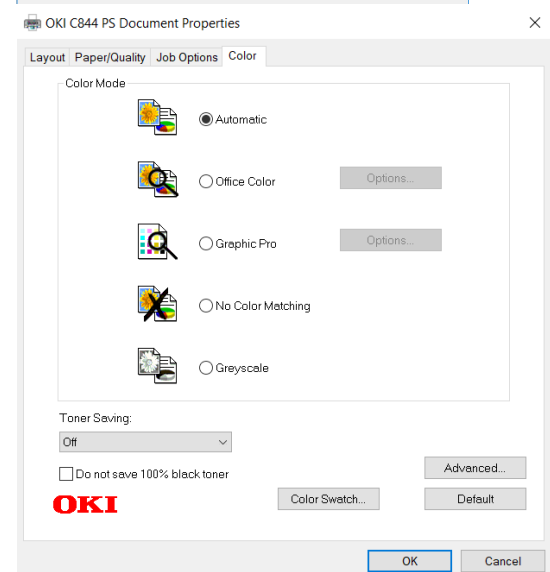 OKI C844 PS Document Properties
Layout Paper/Quality Job Options Color
Color Mode
Automatic
Office Color Options...
Graphic Pro Options...
No Color Matching
Greyscale
Toner Saving:
Off
Do not save 100% black toner
Advanced...
OKI Color Swatch... Default
OK Cancel